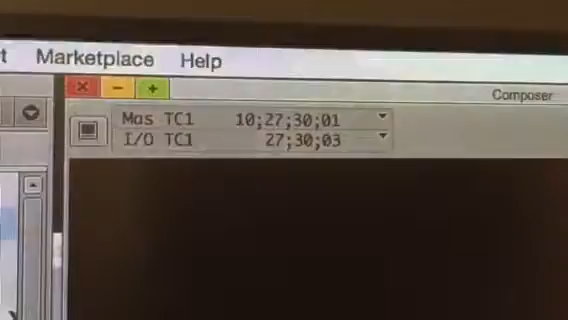 t Marketplace Help
Composer
Mas TC1 10;27;30;01
I/O TC1 27;30;03